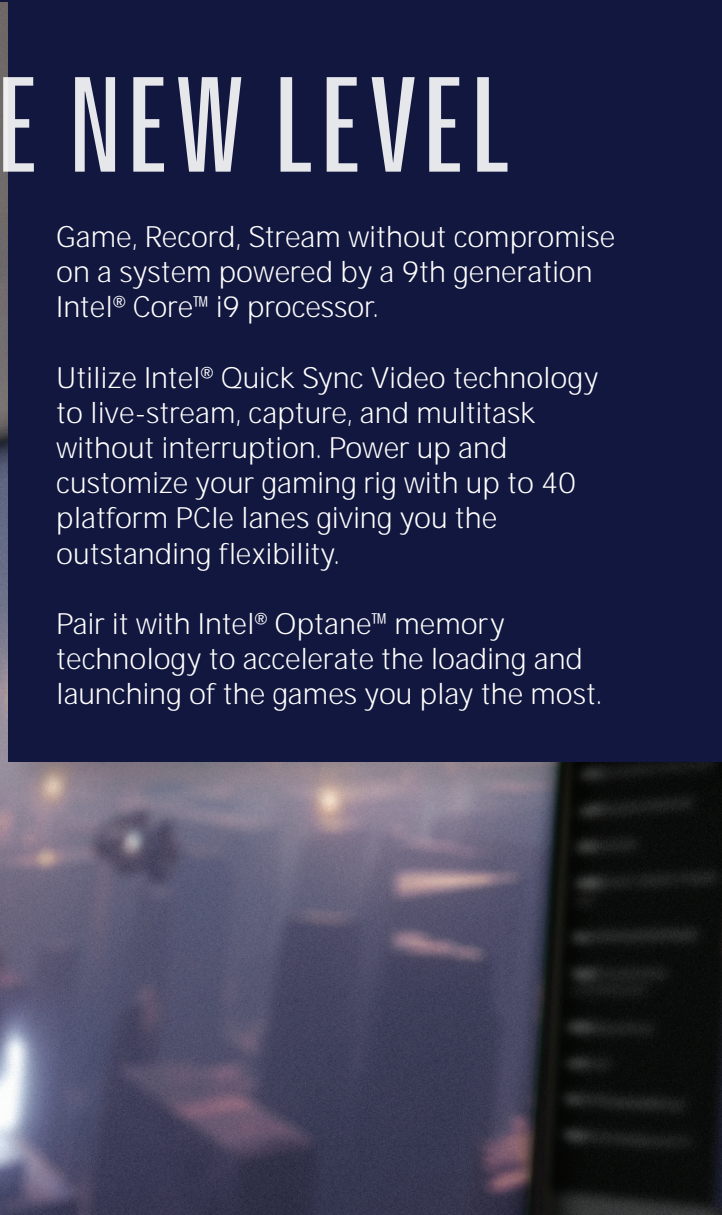 E NEW LEVEL
Game, Record, Stream without compromise
on a system powered by a 9th generation
Intel® Core™ i9 processor.
Utilize Intel® Quick Sync Video technology
to live-stream, capture, and multitask
without interruption. Power up and
customize your gaming rig with up to 40
platform PCIe lanes giving you the
outstanding flexibility.
Pair it with Intel® Optane™ memory
technology to accelerate the loading and
launching of the games you play the most.